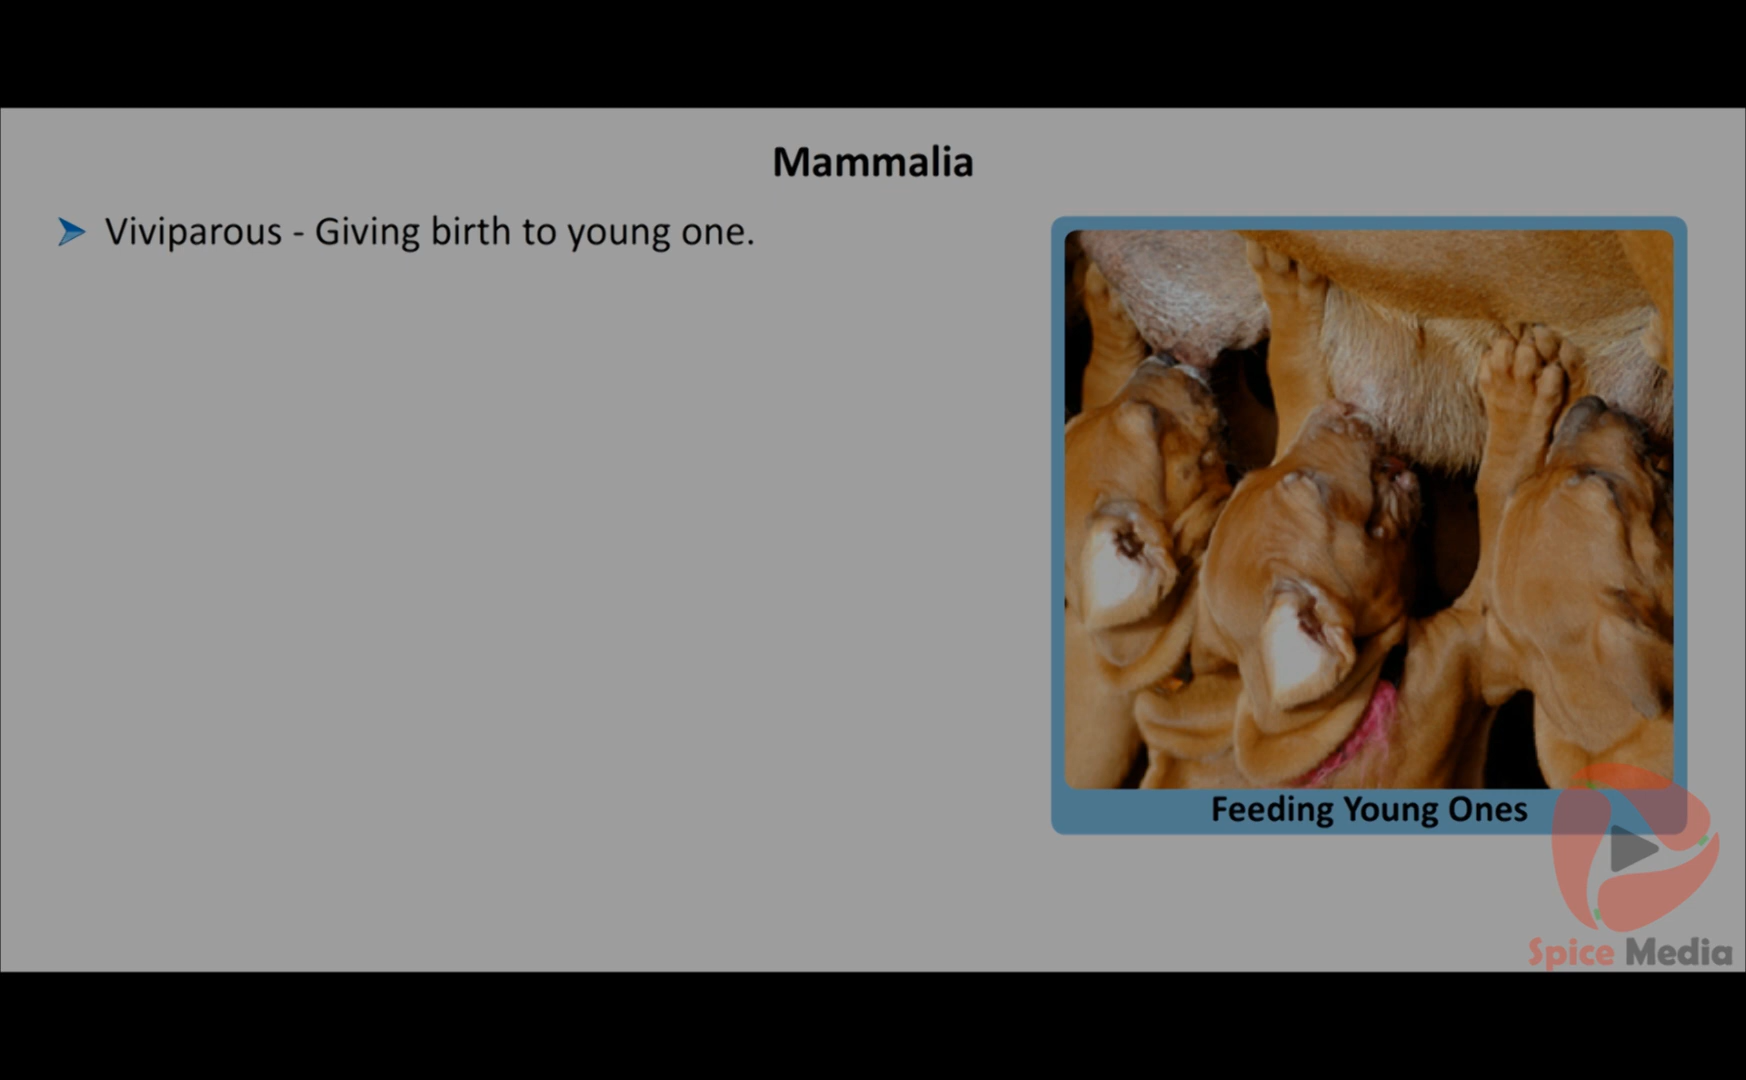 Mammalia
➤ Viviparous - Giving birth to young one.
Feeding Young Ones
Spice Media